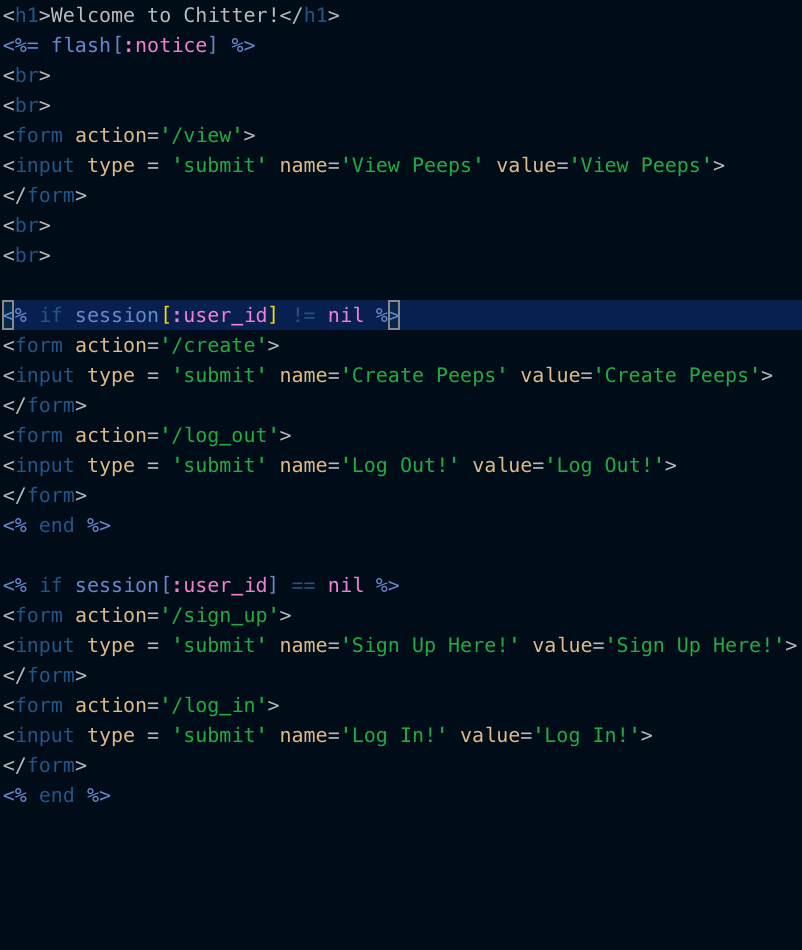 <h1>Welcome to Chitter!</h1>
<%= flash[:notice] %>
<br>
<br>
<form action='/view'>
<input type = 'submit' name='View Peeps' value='View Peeps'>
</form>
<br>
<br>
<% if session[:user_id] != nil %>
<form action='/create'>
<input type = 'submit' name='Create Peeps' value='Create Peeps'>
</form>
<form action='/log_out'>
<input type = 'submit' name='Log Out!' value='Log Out!'>
</form>
<% end %>
<% if session[:user_id] == nil %>
<form action='/sign_up'>
<input type = 'submit' name='Sign Up Here!' value='Sign Up Here!'>
</form>
<form action='/log_in'>
<input type = 'submit' name='Log In!' value='Log In!'>
</form>
<% end %>